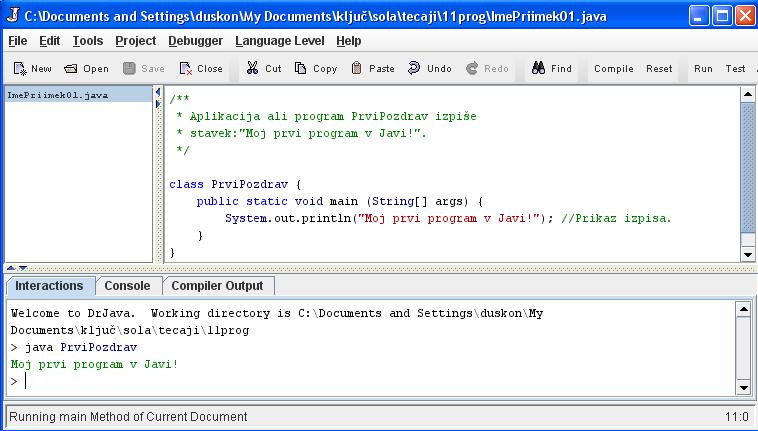 C:\Documents and Settings\duskon\My Documents\ključ\sola\tecaji\11prog\ImePriimek01.java
File Edit Tools Project Debugger Language Level Help
New Open Save Close Cut Copy Paste Undo Redo Find Compile Reset Run Test
ImePriimek01.java
/**
* Aplikacija ali program PrviPozdrav izpiše
* stavek:"Moj prvi program v Javi!".
*/
class PrviPozdrav {
public static void main (String[] args) {
System.out.println("Moj prvi program v Javi!"); //Prikaz izpisa.
}
}
Interactions Console Compiler Output
Welcome to DrJava. Working directory is C:\Documents and Settings\duskon\My
Documents\ključ\sola\tecaji\11prog
> java PrviPozdrav
Moj prvi program v Javi!
>
Running main Method of Current Document 11:0